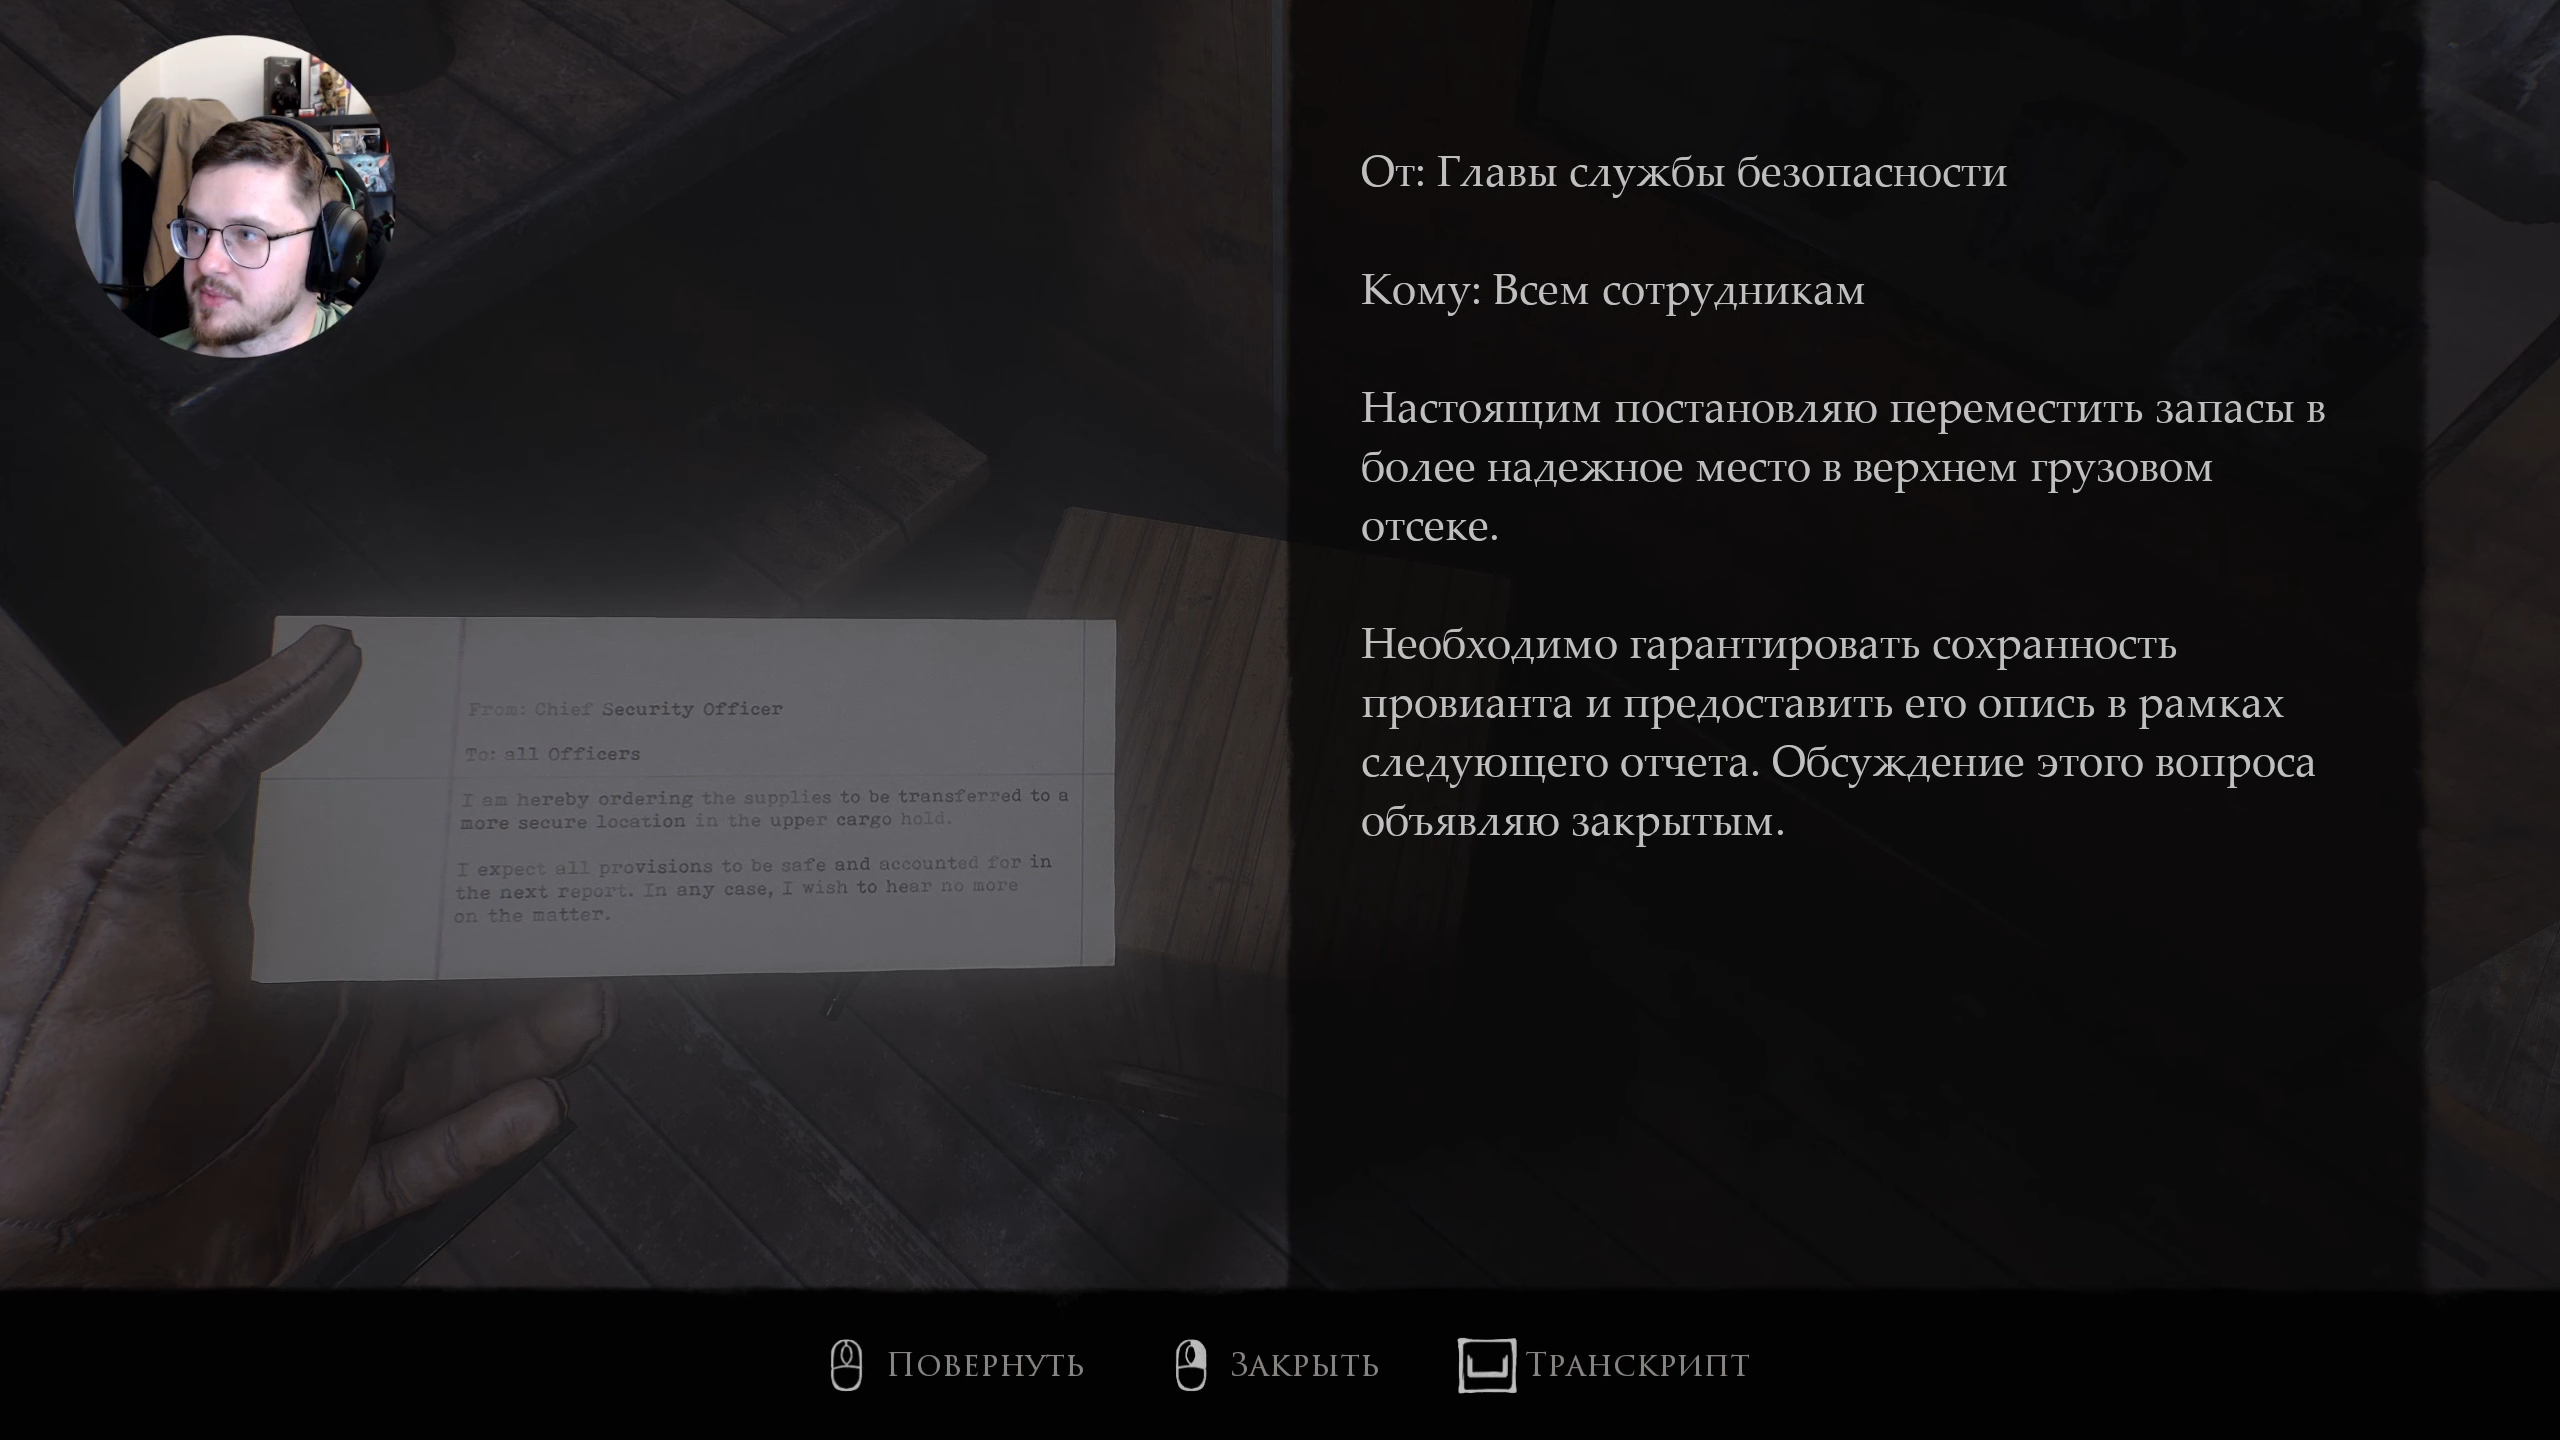 От: Главы службы безопасности
Кому: Всем сотрудникам
Настоящим постановляю переместить запасы в
более надежное место в верхнем грузовом
отсеке.
Необходимо гарантировать сохранность
провианта и предоставить его опись в рамках
следующего отчета. Обсуждение этого вопроса
объявляю закрытым.
From: Chief Security Officer
To: all Officers
I am hereby ordering the supplies to be transferred to a
more secure location in the upper cargo hold.
I expect all provisions to be safe and accounted for in
the next report. In any case, I wish to hear no more
on the matter.
Повернуть
Закрыть
Транскрипт